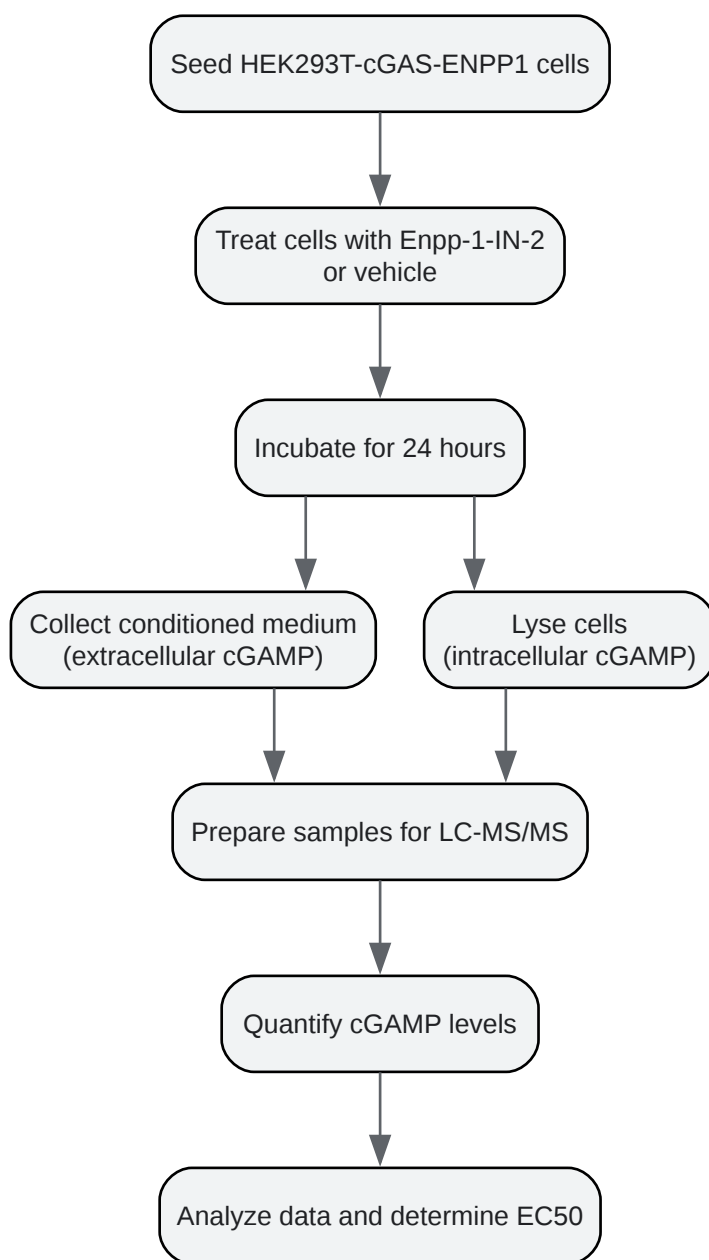 Seed HEK293T-cGAS-ENPP1 cells
Treat cells with Enpp-1-IN-2
or vehicle
Incubate for 24 hours
Collect conditioned medium
(extracellular cGAMP)
Lyse cells
(intracellular cGAMP)
Prepare samples for LC-MS/MS
Quantify cGAMP levels
Analyze data and determine EC50